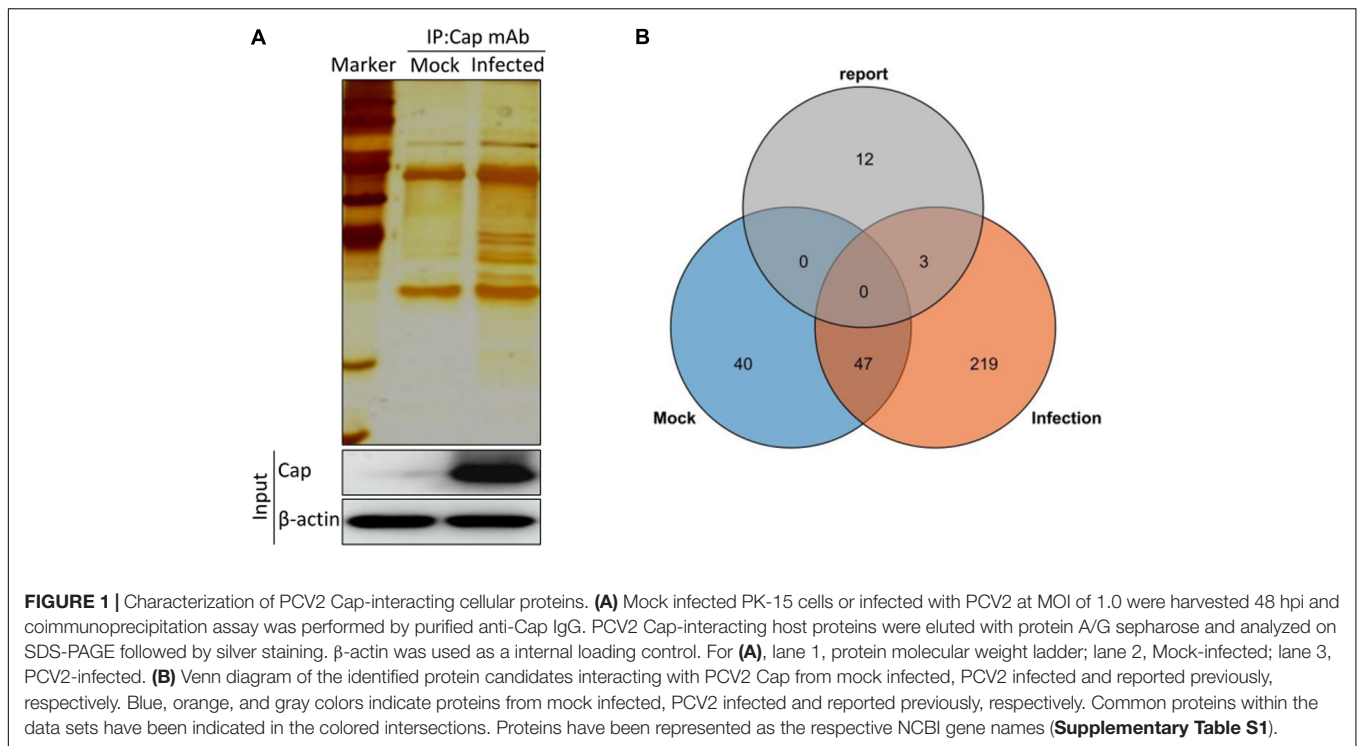 A
IP:Cap mAb
Marker Mock Infected
Input
Cap
β-actin
B
report
12
0
3
0
40
47
219
Mock
Infection
FIGURE 1 | Characterization of PCV2 Cap-interacting cellular proteins. (A) Mock infected PK-15 cells or infected with PCV2 at MOI of 1.0 were harvested 48 hpi and
coimmunoprecipitation assay was performed by purified anti-Cap IgG. PCV2 Cap-interacting host proteins were eluted with protein A/G sepharose and analyzed on
SDS-PAGE followed by silver staining. β-actin was used as a internal loading control. For (A), lane 1, protein molecular weight ladder; lane 2, Mock-infected; lane 3,
PCV2-infected. (B) Venn diagram of the identified protein candidates interacting with PCV2 Cap from mock infected, PCV2 infected and reported previously,
respectively. Blue, orange, and gray colors indicate proteins from mock infected, PCV2 infected and reported previously, respectively. Common proteins within the
data sets have been indicated in the colored intersections. Proteins have been represented as the respective NCBI gene names (Supplementary Table S1).